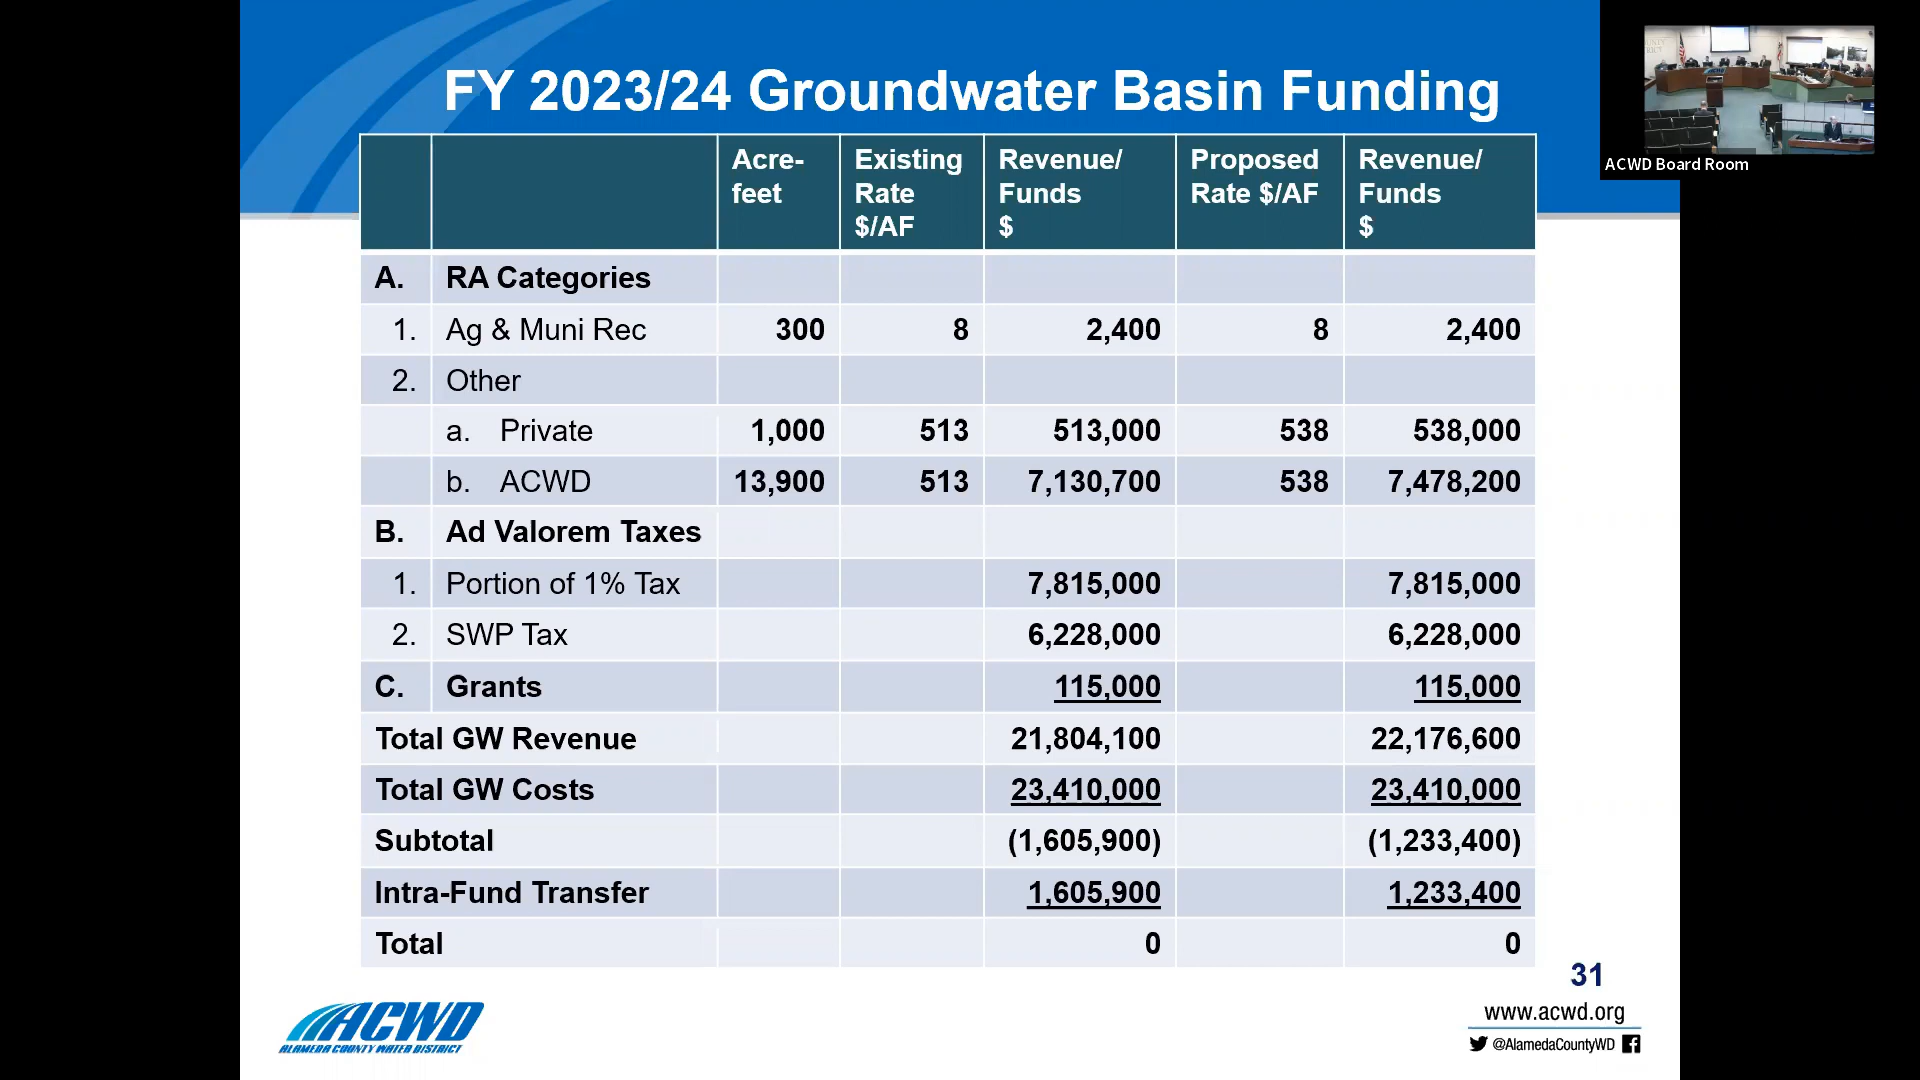 FY 2023/24 Groundwater Basin Funding
ACWD Board Room
Acre-feet Existing Rate $/AF Revenue/ Funds $ Proposed Rate $/AF Revenue/ Funds $
A. RA Categories
1. Ag & Muni Rec 300 8 2,400 8 2,400
2. Other
a. Private 1,000 513 513,000 538 538,000
b. ACWD 13,900 513 7,130,700 538 7,478,200
B. Ad Valorem Taxes
1. Portion of 1% Tax 7,815,000 7,815,000
2. SWP Tax 6,228,000 6,228,000
C. Grants 115,000 115,000
Total GW Revenue 21,804,100 22,176,600
Total GW Costs 23,410,000 23,410,000
Subtotal (1,605,900) (1,233,400)
Intra-Fund Transfer 1,605,900 1,233,400
Total 0 0
31
ACWD
ALAMEDA COUNTY WATER DISTRICT
www.acwd.org
@AlamedaCountyWD